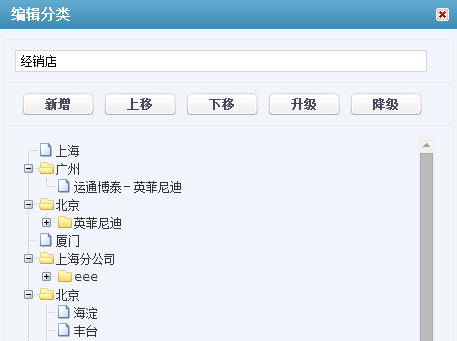 编辑分类
经销店
新增 上移 下移 升级 降级
上海
广州
运通博泰-英菲尼迪
北京
英菲尼迪
厦门
上海分公司
eee
北京
海淀
丰台